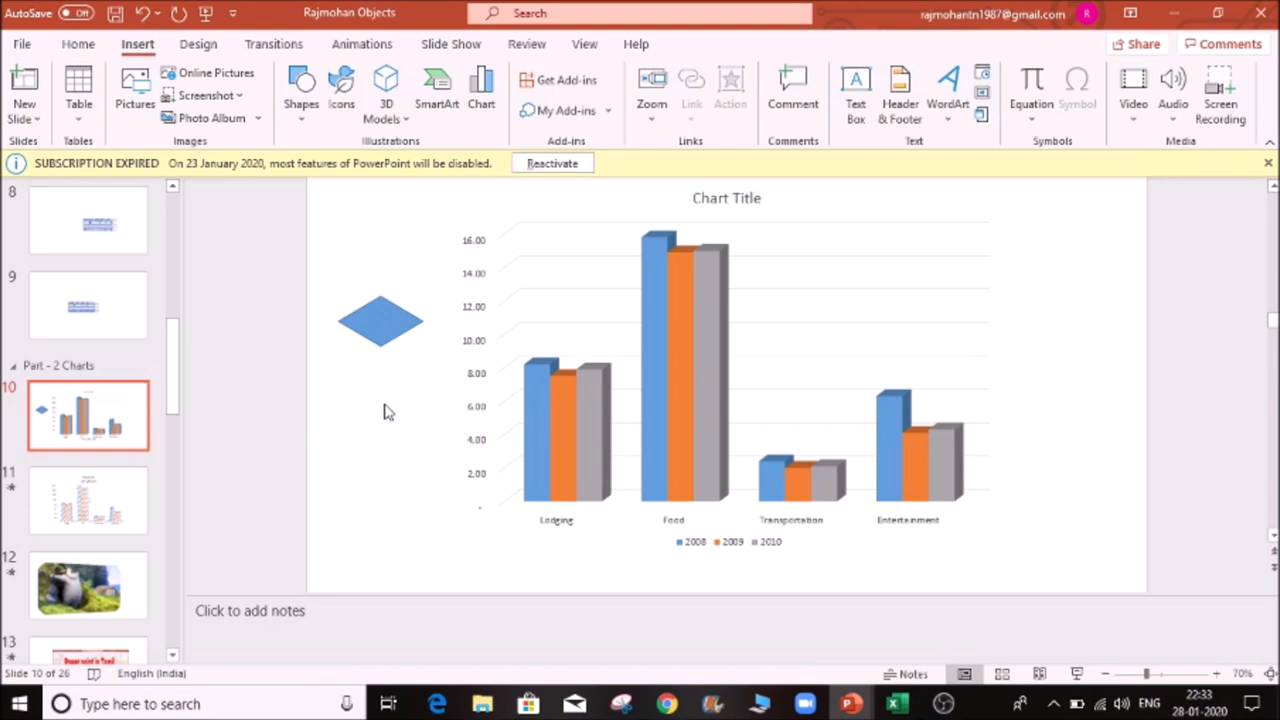 AutoSave Off Rajmohan Objects Search rajmohantn1987@gmail.com R
File Home Insert Design Transitions Animations Slide Show Review View Help Share Comments
New Slide
Table
Pictures
Online Pictures
Screenshot
Photo Album
Shapes
Icons
3D Models
SmartArt
Chart
Get Add-ins
My Add-ins
Zoom
Link
Action
Comment
Text Box
Header & Footer
WordArt
Equation
Symbol
Video
Audio
Screen Recording
Slides Tables Images Illustrations Add-ins Links Comments Text Symbols Media
SUBSCRIPTION EXPIRED On 23 January 2020, most features of PowerPoint will be disabled. Reactivate
8
9
Part - 2 Charts
10
11
12
13
Power point in Tamil
Chart Title
16.00
14.00
12.00
10.00
8.00
6.00
4.00
2.00
-
Lodging Food Transportation Entertainment
2008 2009 2010
Click to add notes
Slide 10 of 26 English (India) Notes 70%
Type here to search ENG 22:33
28-01-2020